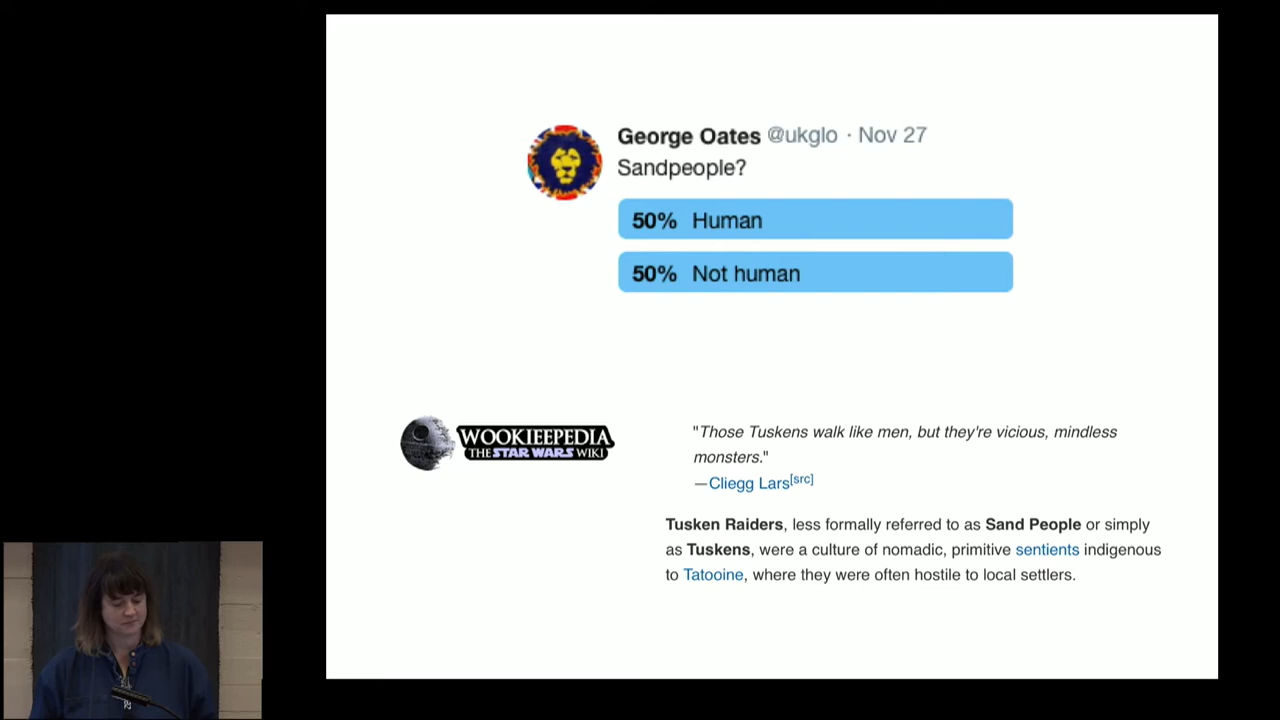 George Oates @ukglo · Nov 27
Sandpeople?
50% Human
50% Not human
WOOKIEEPEDIA
THE STAR WARS WIKI
"Those Tuskens walk like men, but they're vicious, mindless
monsters."
—Cliegg Lars[src]
Tusken Raiders, less formally referred to as Sand People or simply
as Tuskens, were a culture of nomadic, primitive sentients indigenous
to Tatooine, where they were often hostile to local settlers.